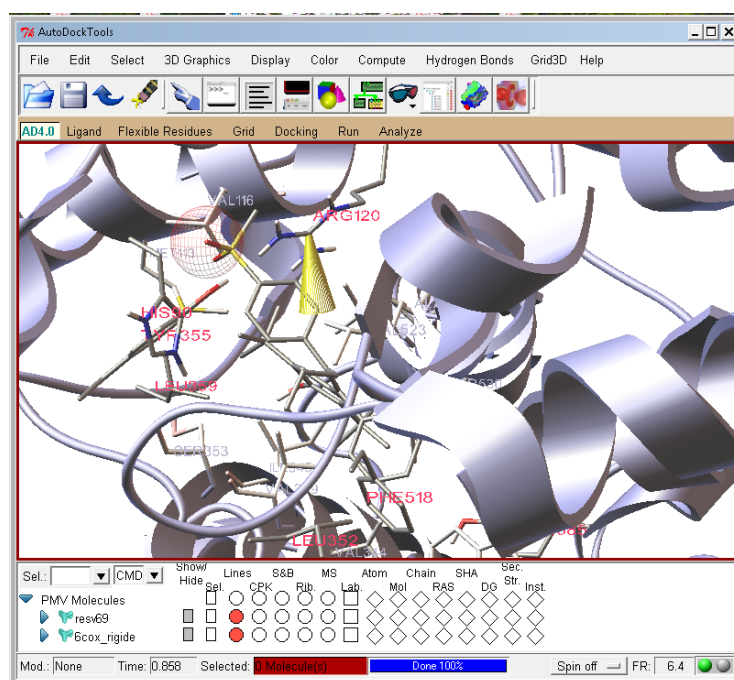 AutoDockTools
File Edit Select 3D Graphics Display Color Compute Hydrogen Bonds Grid3D Help
AD4.0 Ligand Flexible Residues Grid Docking Run Analyze
VAL116
ARG120
TYR355
SER353
PHE518
LEU352
Sel.: CMD Show/ Hide Sel. Lines CPK S&B Rib. MS Lab. Atom Mol Chain RAS SHA DG Sec. Str. Inst.
PMV Molecules
resv69
6cox_rigide
Mod.: None Time: 0.858 Selected: 0 Molecule(s) Done 100% Spin off FR: 6.4